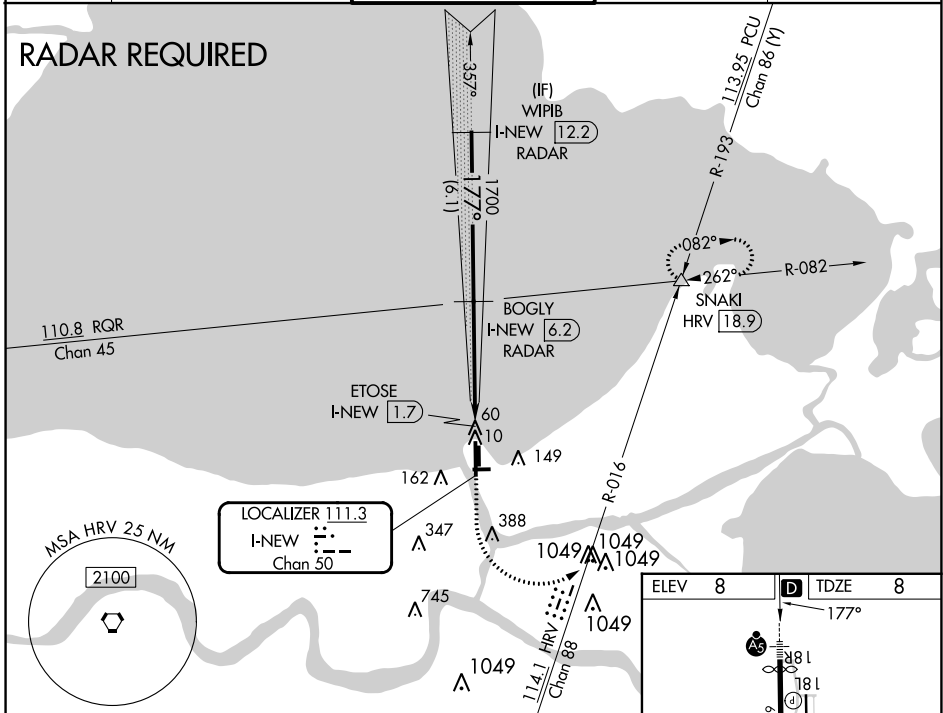 RADAR REQUIRED
357°
(IF)
WIPIB
I-NEW 12.2
RADAR
113.95 PCU
Chan 86 (Y)
R-193
1700
177°
(6.1)
082°
262°
R-082
SNAKI
HRV 18.9
110.8 RQR
Chan 45
BOGLY
I-NEW 6.2
RADAR
ETOSE
I-NEW 1.7
60
10
149
162
R-016
LOCALIZER 111.3
I-NEW
Chan 50
347
388
1049
1049
1049
745
1049
MSA HRV 25 NM
2100
114.1 HRV
Chan 88
ELEV 8 D TDZE 8
177°
A5
18R
18L
P